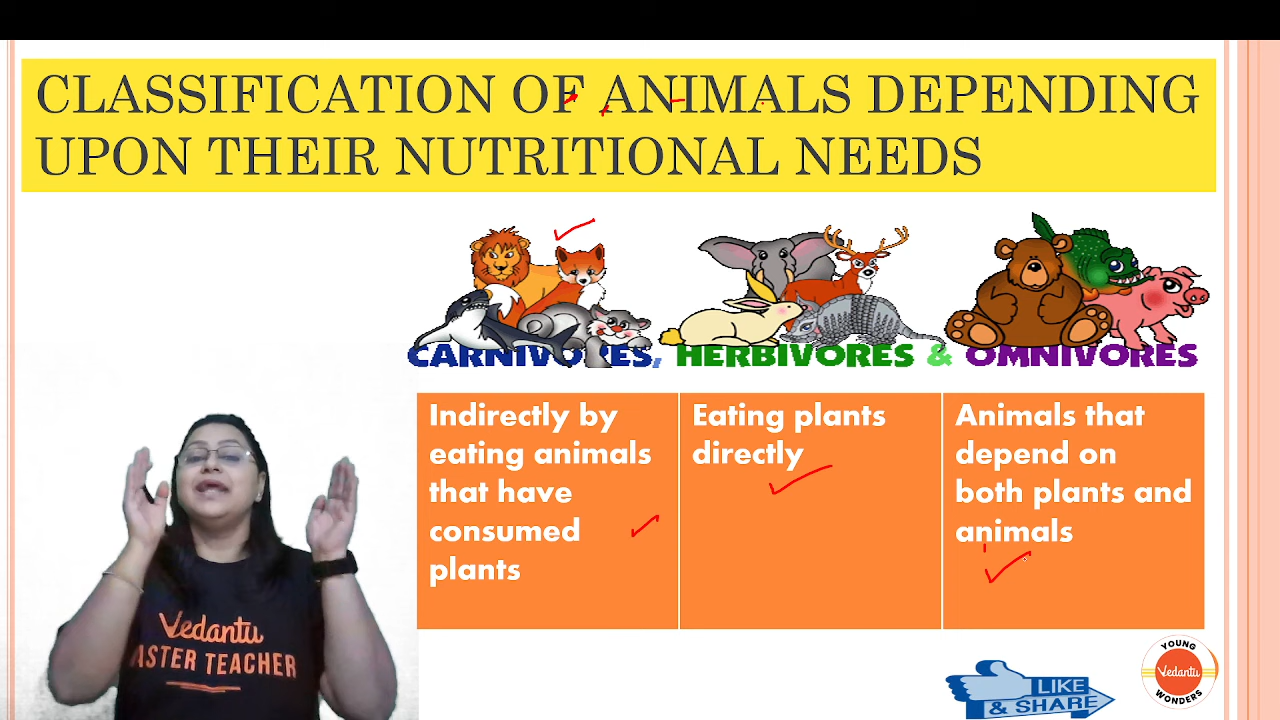 CLASSIFICATION OF ANIMALS DEPENDING
UPON THEIR NUTRITIONAL NEEDS
CARNIVORES, HERBIVORES & OMNIVORES
Indirectly by
eating animals
that have
consumed
plants
Eating plants
directly
Animals that
depend on
both plants and
animals
Vedantu
ASTER TEACHER
LIKE
& SHARE
YOUNG
Vedantu
WONDERS